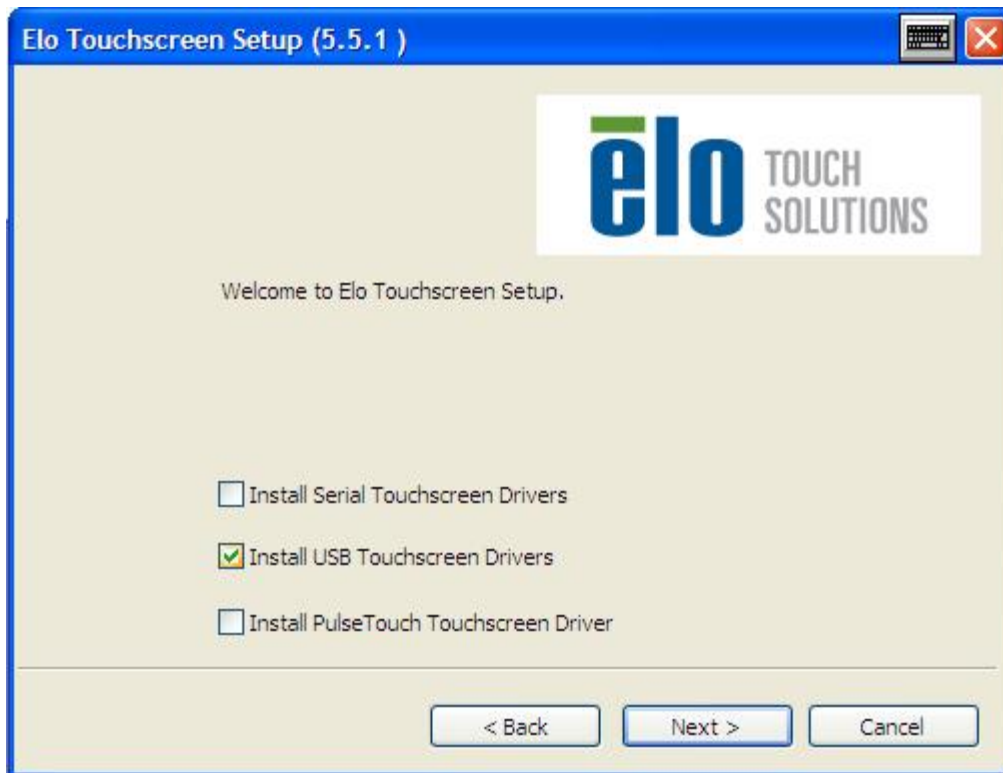 Elo Touchscreen Setup (5.5.1 )
elo TOUCH
SOLUTIONS
Welcome to Elo Touchscreen Setup.
Install Serial Touchscreen Drivers
Install USB Touchscreen Drivers
Install PulseTouch Touchscreen Driver
< Back
Next >
Cancel